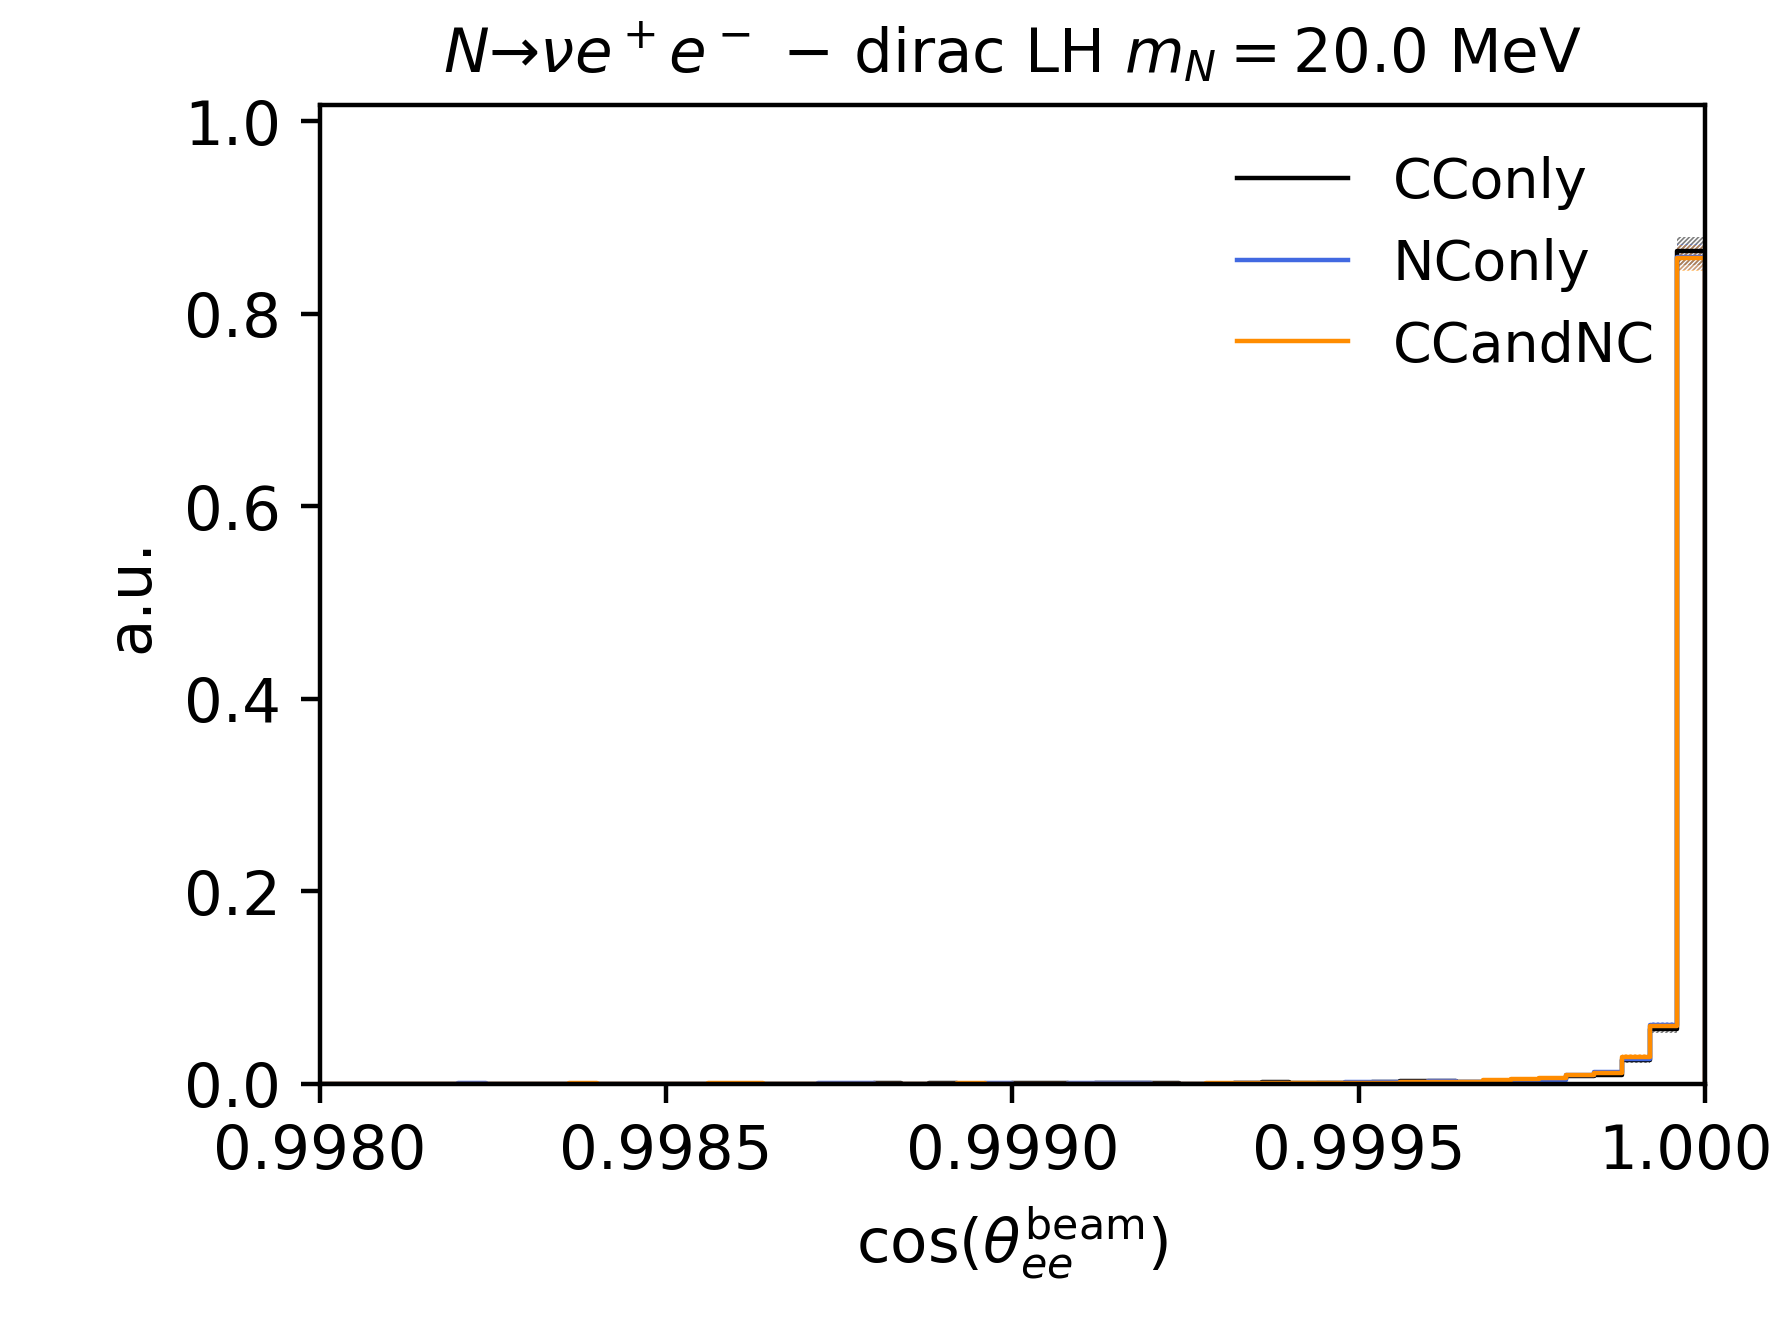 N→νe⁺e⁻ − dirac LH m_N = 20.0 MeV
1.0
0.8
0.6
0.4
0.2
0.0
a.u.
CConly
NConly
CCandNC
0.9980 0.9985 0.9990 0.9995 1.000
cos(θ_ee^beam)